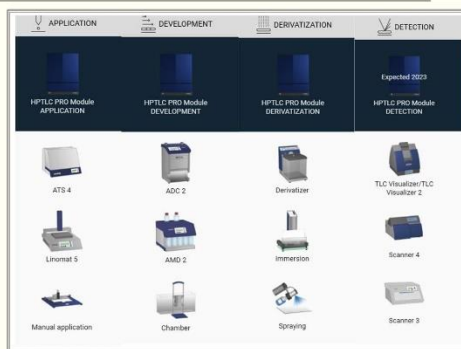 APPLICATION
DEVELOPMENT
DERIVATIZATION
DETECTION
HPTLC PRO Module
APPLICATION
HPTLC PRO Module
DEVELOPMENT
HPTLC PRO Module
DERIVATIZATION
Expected 2023
HPTLC PRO Module
DETECTION
ATS 4
ADC 2
Derivatizer
TLC Visualizer/TLC
Visualizer 2
Linomat 5
AMD 2
Immersion
Scanner 4
Manual application
Chamber
Spraying
Scanner 3